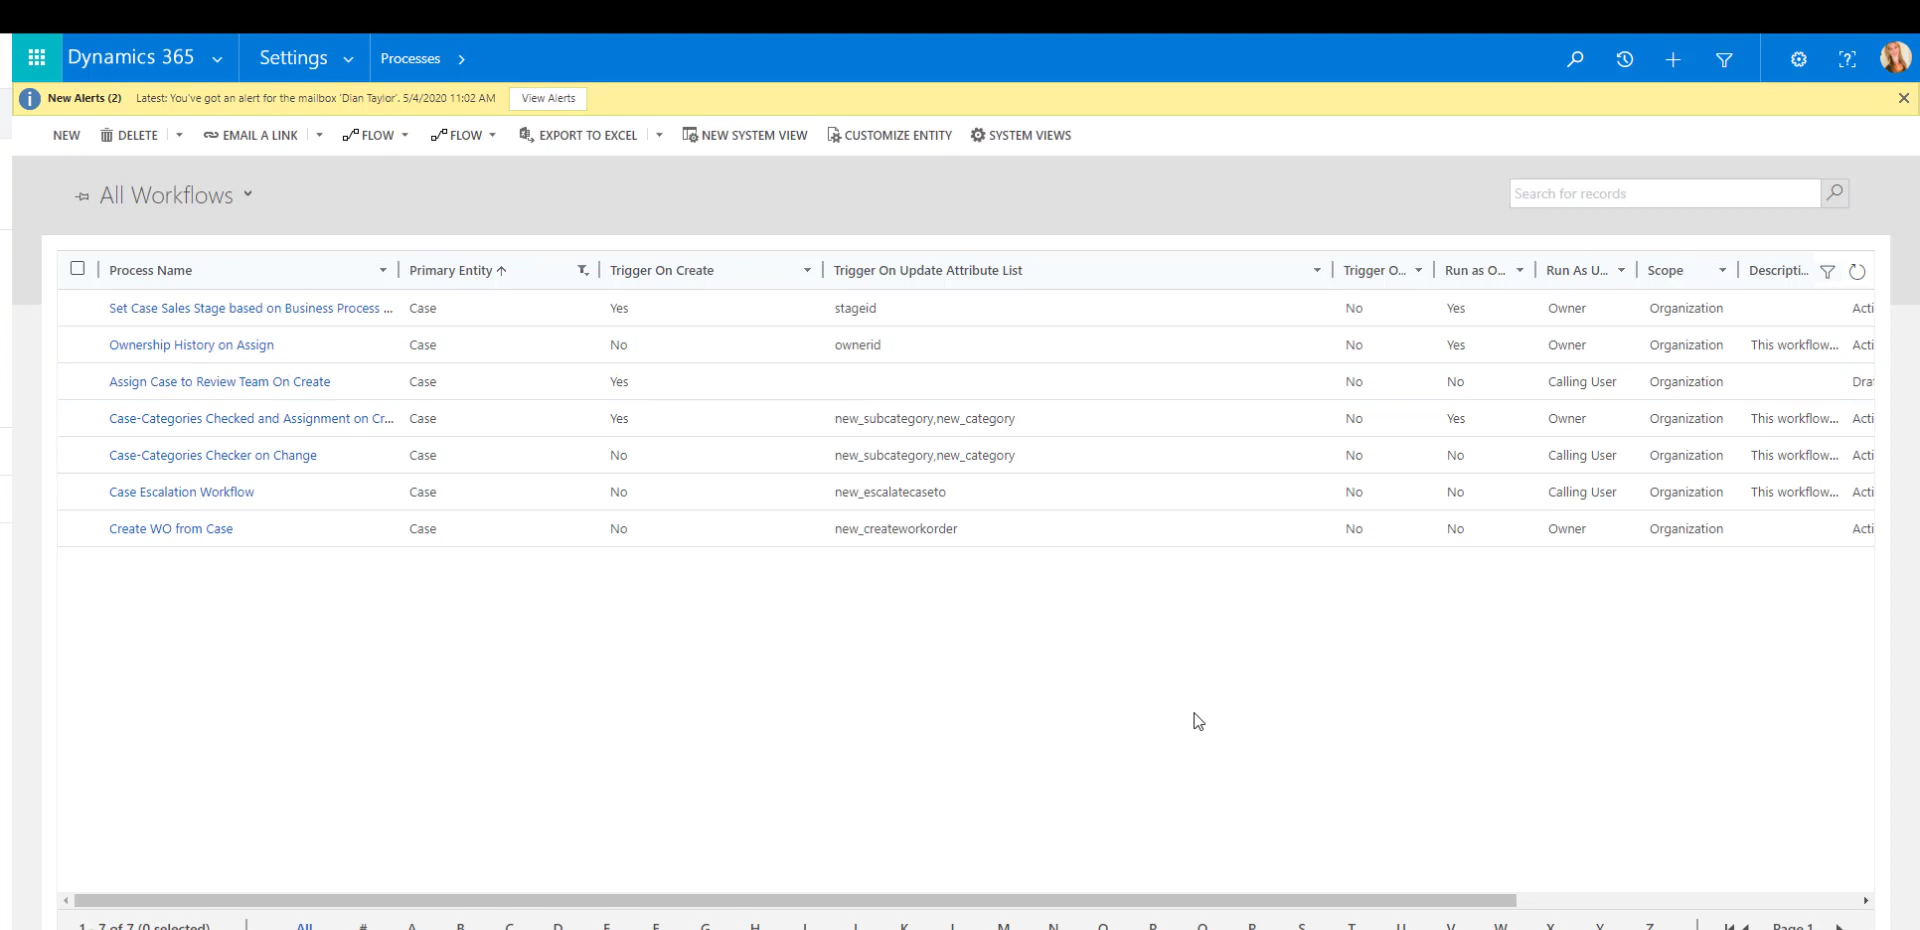 Dynamics 365 Settings Processes
New Alerts (2) Latest: You've got an alert for the mailbox 'Dian Taylor'. 5/4/2020 11:02 AM View Alerts
NEW DELETE EMAIL A LINK FLOW FLOW EXPORT TO EXCEL NEW SYSTEM VIEW CUSTOMIZE ENTITY SYSTEM VIEWS
All Workflows Search for records
Process Name Primary Entity Trigger On Create Trigger On Update Attribute List Trigger O... Run as O... Run As U... Scope Descripti...
Set Case Sales Stage based on Business Process ... Case Yes stageid No Yes Owner Organization Acti
Ownership History on Assign Case No ownerid No Yes Owner Organization This workflow... Acti
Assign Case to Review Team On Create Case Yes No No Calling User Organization Dra
Case-Categories Checked and Assignment on Cr... Case Yes new_subcategory,new_category No Yes Owner Organization This workflow... Acti
Case-Categories Checker on Change Case No new_subcategory,new_category No No Calling User Organization This workflow... Acti
Case Escalation Workflow Case No new_escalatecaseto No No Calling User Organization This workflow... Acti
Create WO from Case Case No new_createworkorder No No Owner Organization Acti
1 - 7 of 7 (0 selected) All # A B C D E F G H I J K L M N O P Q R S T U V W X Y Z Page 1